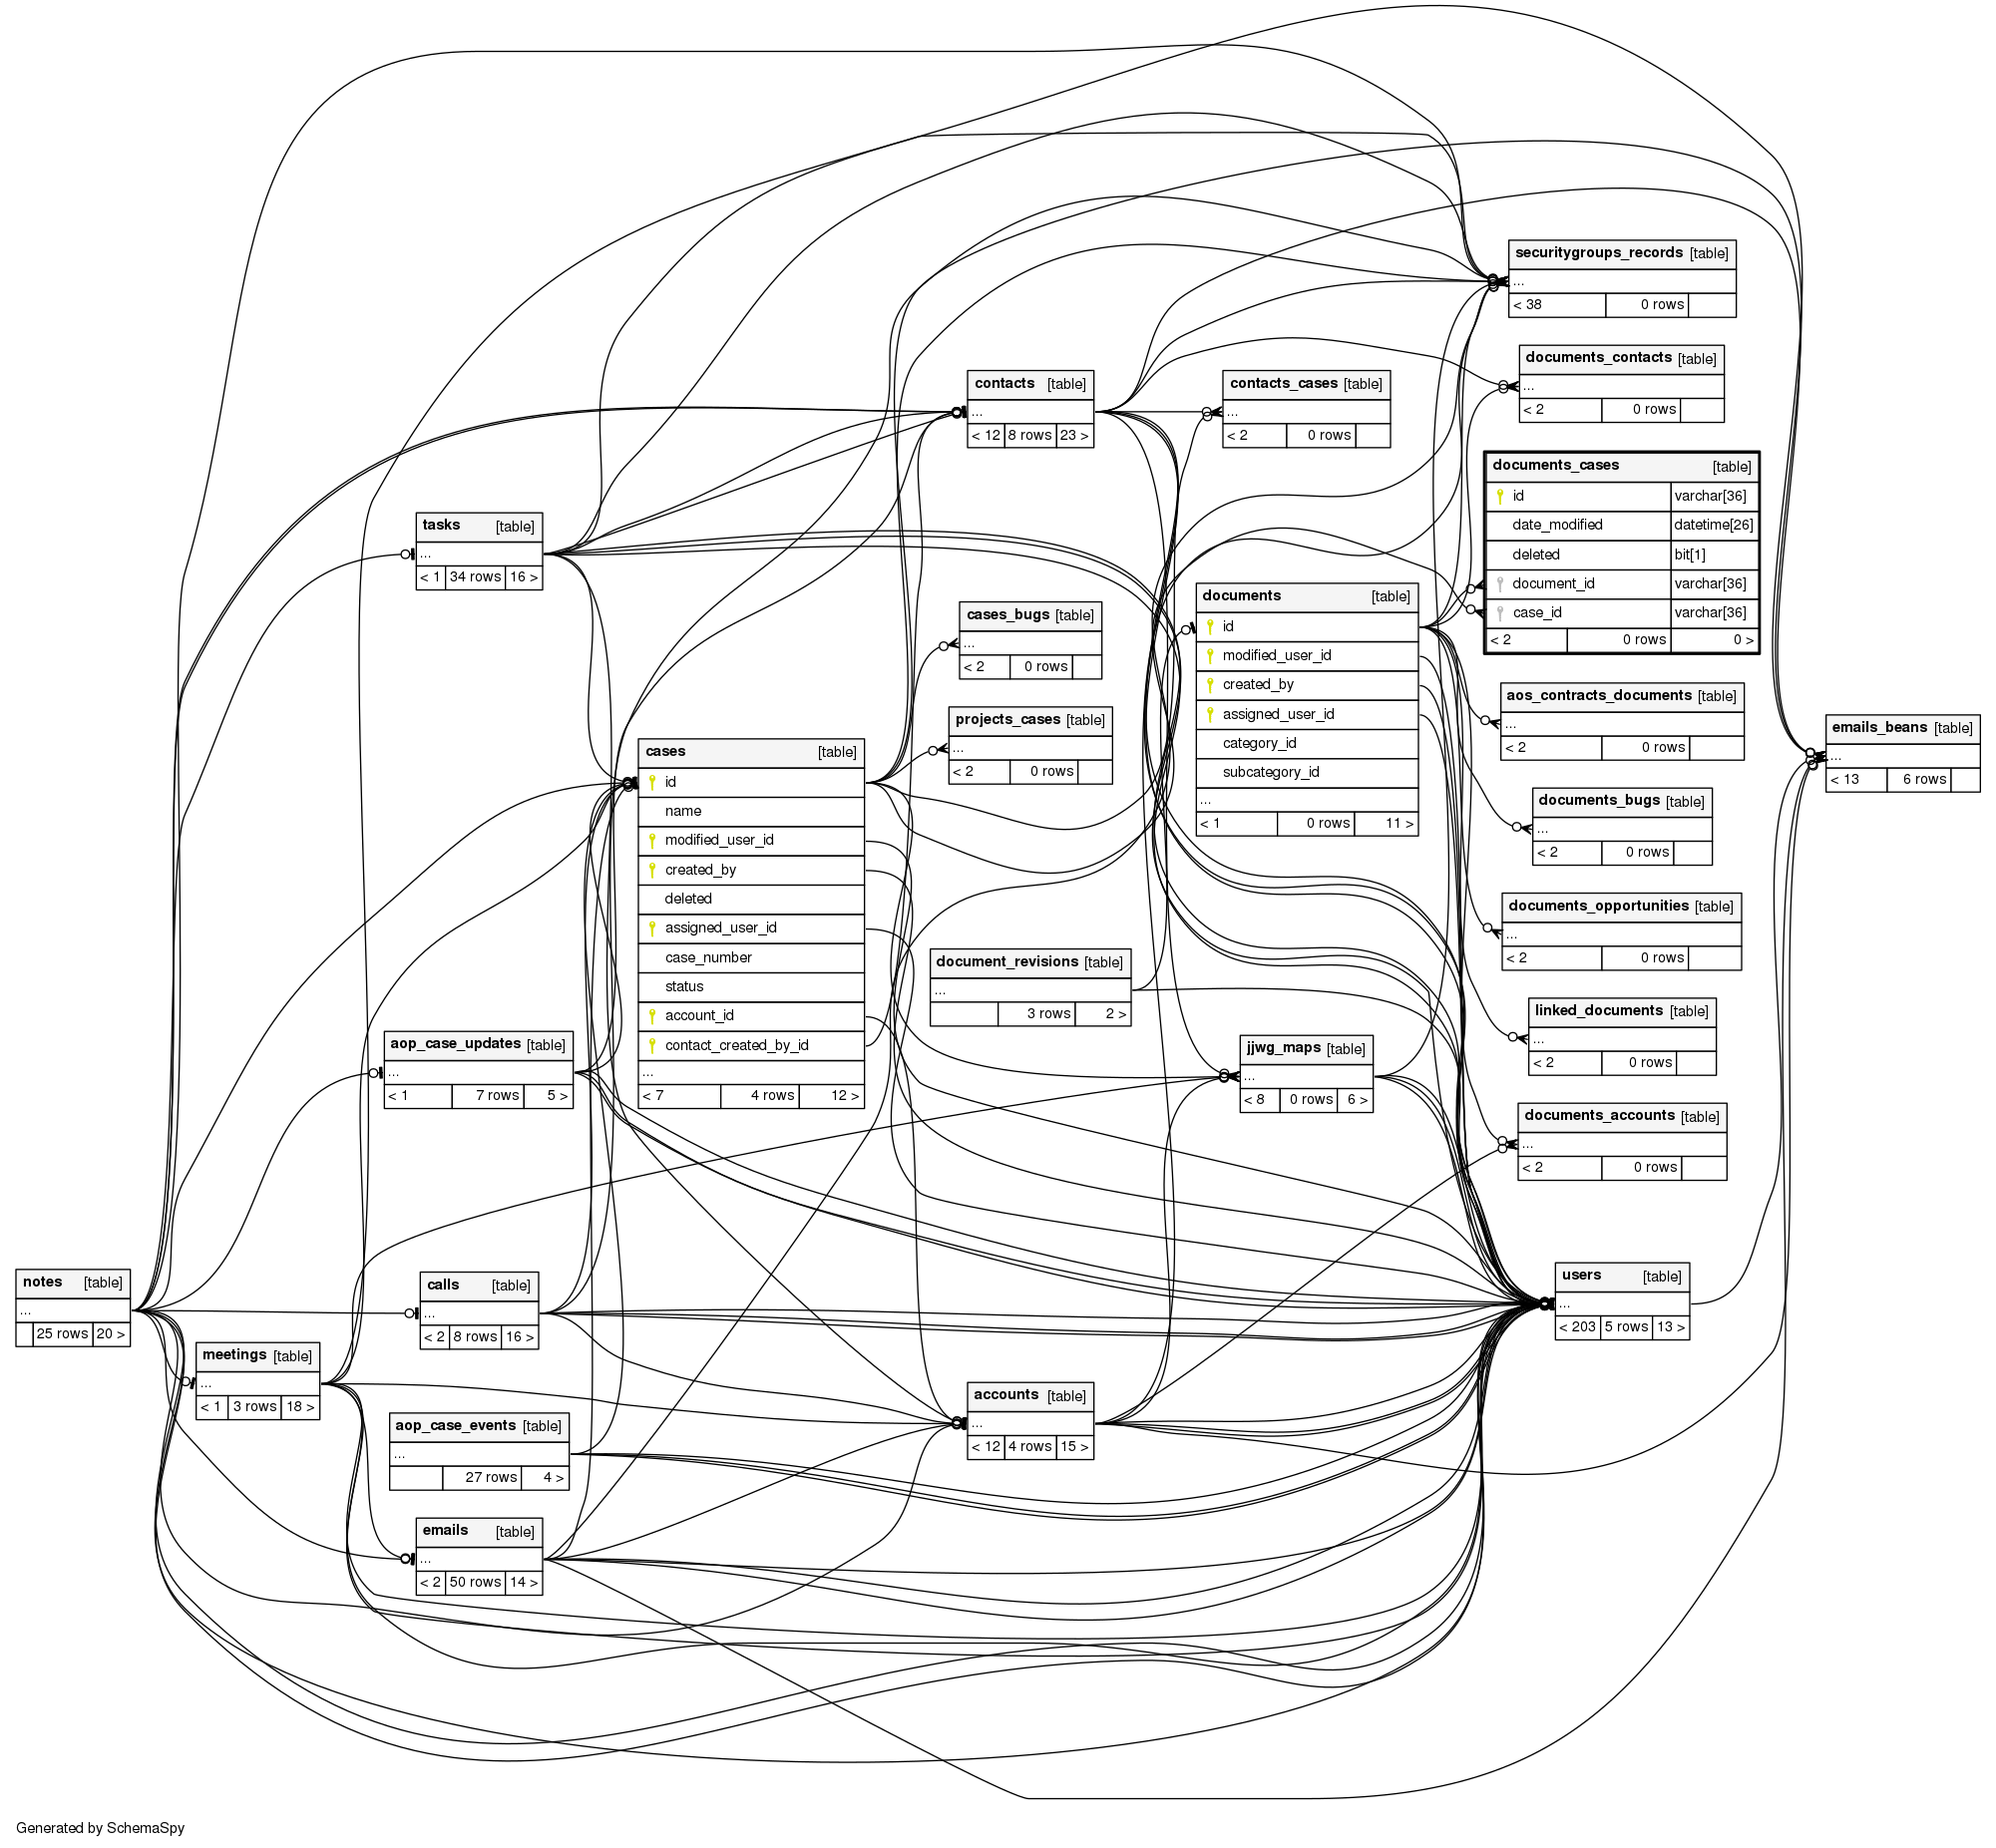 securitygroups_records [table]
...
< 38 0 rows
documents_contacts [table]
...
< 2 0 rows
contacts [table]
...
< 12 8 rows 23 >
contacts_cases [table]
...
< 2 0 rows
documents_cases [table]
id varchar[36]
date_modified datetime[26]
deleted bit[1]
document_id varchar[36]
case_id varchar[36]
< 2 0 rows 0 >
tasks [table]
...
< 1 34 rows 16 >
documents [table]
id
modified_user_id
created_by
assigned_user_id
category_id
subcategory_id
...
< 1 0 rows 11 >
cases_bugs [table]
...
< 2 0 rows
aos_contracts_documents [table]
...
< 2 0 rows
projects_cases [table]
...
< 2 0 rows
emails_beans [table]
...
< 13 6 rows
cases [table]
id
name
modified_user_id
created_by
deleted
assigned_user_id
case_number
status
account_id
contact_created_by_id
...
< 7 4 rows 12 >
documents_bugs [table]
...
< 2 0 rows
documents_opportunities [table]
...
< 2 0 rows
document_revisions [table]
...
3 rows 2 >
linked_documents [table]
...
< 2 0 rows
aop_case_updates [table]
...
< 1 7 rows 5 >
jjwg_maps [table]
...
< 8 0 rows 6 >
documents_accounts [table]
...
< 2 0 rows
notes [table]
...
25 rows 20 >
calls [table]
...
< 2 8 rows 16 >
users [table]
...
< 203 5 rows 13 >
meetings [table]
...
< 1 3 rows 18 >
accounts [table]
...
< 12 4 rows 15 >
aop_case_events [table]
...
27 rows 4 >
emails [table]
...
< 2 50 rows 14 >
Generated by SchemaSpy